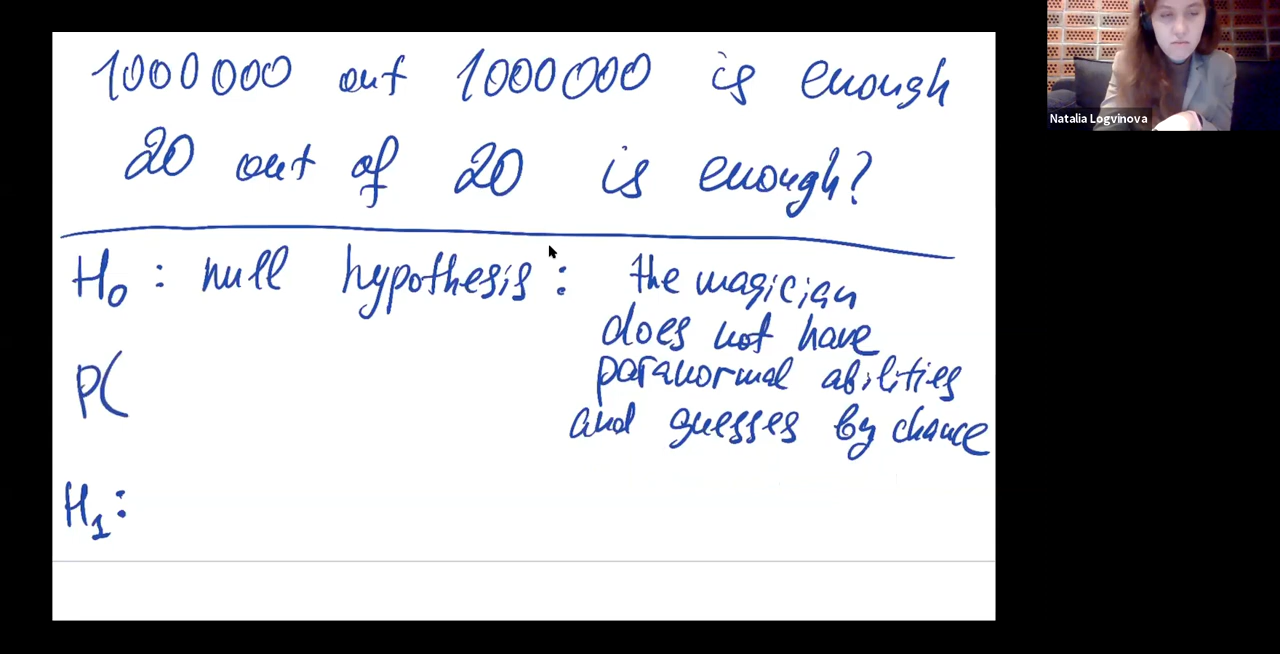 1000000 out 1000000 is enough
20 out of 20 is enough?
H₀ : null hypothesis : the magician
does not have
P( paranormal abilities
and guesses by chance
H₁ :
Natalia Logvinova